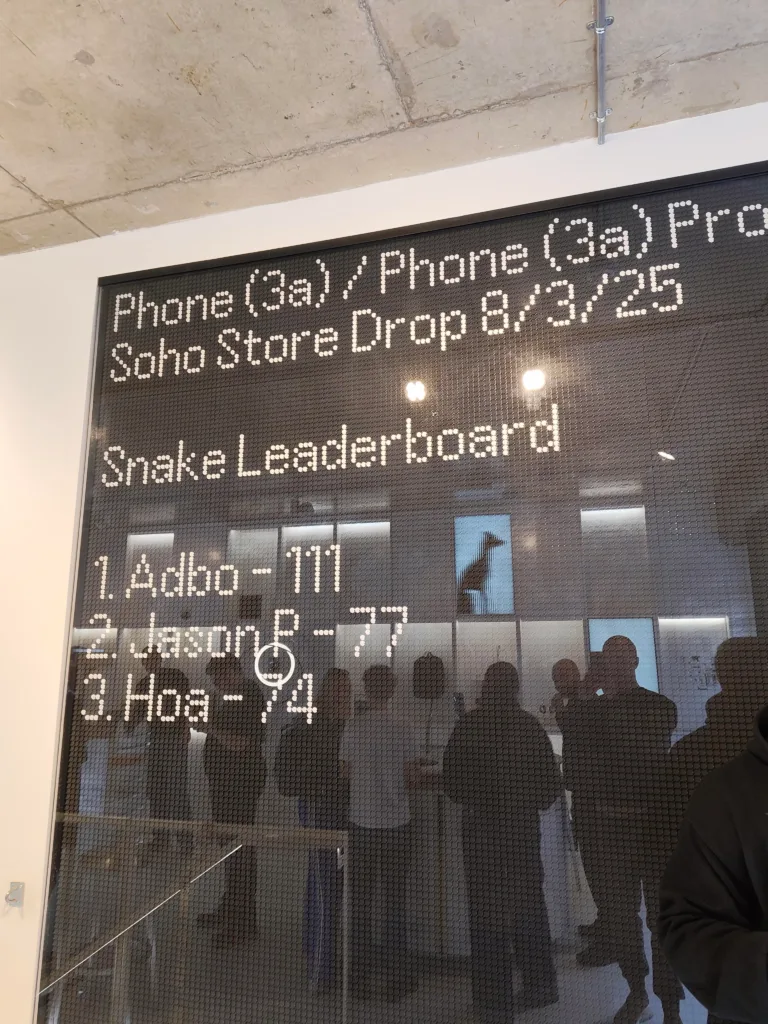 Phone (3a) / Phone (3a) Pro
Soho Store Drop 8/3/25
Snake Leaderboard
1. Adbo - 111
2. Jason P - 77
3. Hoa - 74